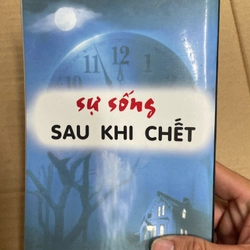 sự sống
SAU KHI CHẾT